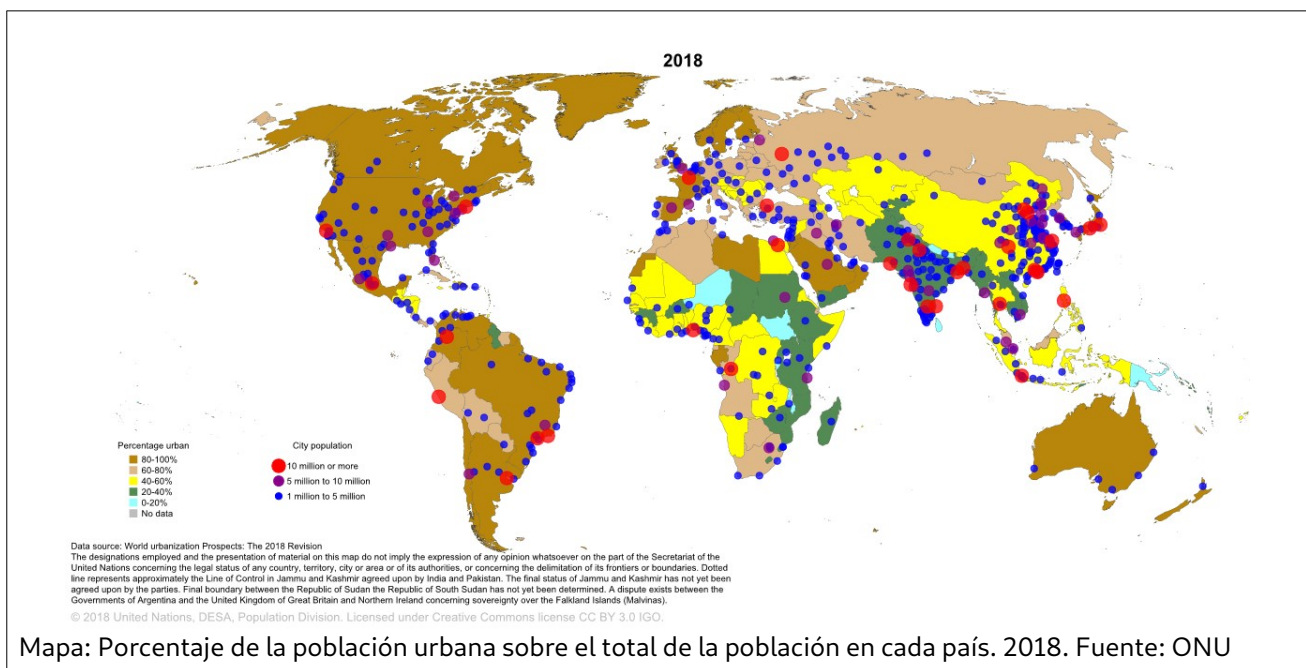 2018
Percentage urban
80-100%
60-80%
40-60%
20-40%
0-20%
No data
City population
10 million or more
5 million to 10 million
1 million to 5 million
Data source: World urbanization Prospects: The 2018 Revision
The designations employed and the presentation of material on this map do not imply the expression of any opinion whatsoever on the part of the Secretariat of the
United Nations concerning the legal status of any country, territory, city or area or of its authorities, or concerning the delimitation of its frontiers or boundaries. Dotted
line represents approximately the Line of Control in Jammu and Kashmir agreed upon by India and Pakistan. The final status of Jammu and Kashmir has not yet been
agreed upon by the parties. Final boundary between the Republic of Sudan the Republic of South Sudan has not yet been determined. A dispute exists between the
Governments of Argentina and the United Kingdom of Great Britain and Northern Ireland concerning sovereignty over the Falkland Islands (Malvinas).
© 2018 United Nations, DESA, Population Division. Licensed under Creative Commons license CC BY 3.0 IGO.
Mapa: Porcentaje de la población urbana sobre el total de la población en cada país. 2018. Fuente: ONU